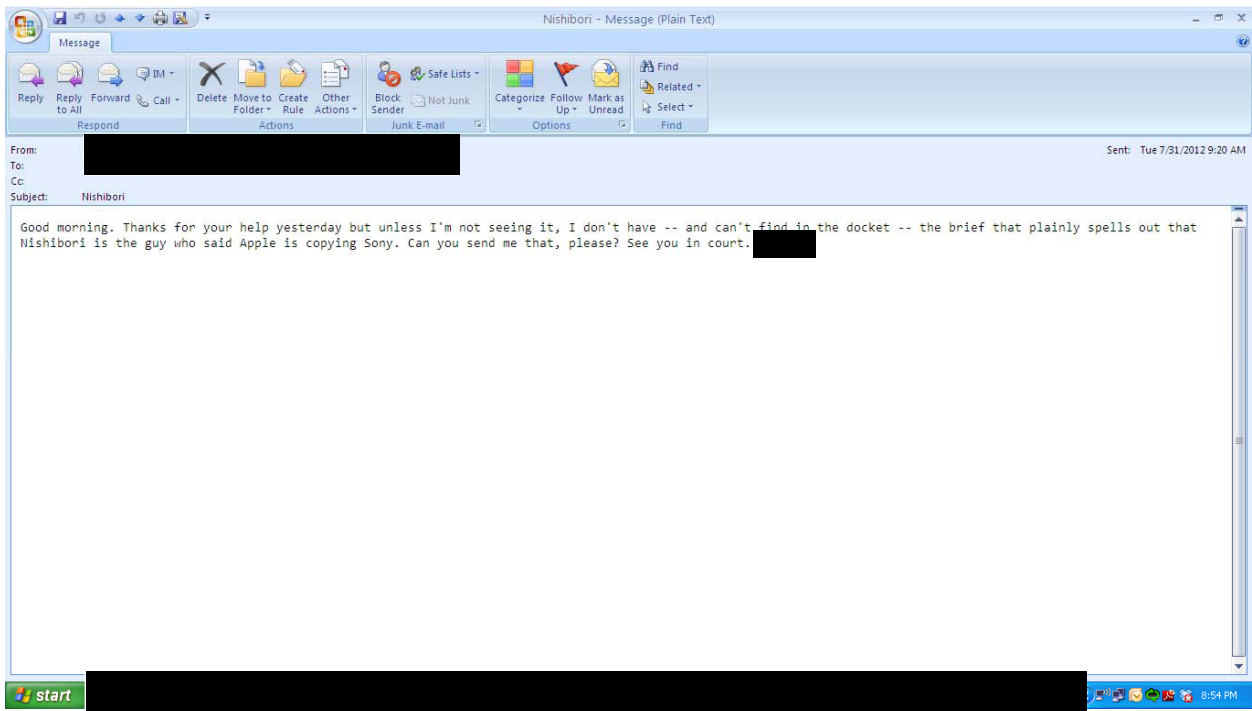 Nishibori - Message (Plain Text)
Message
Reply
Reply to All
Forward
IM
Call
Respond
Delete
Move to Folder
Create Rule
Other Actions
Actions
Block Sender
Safe Lists
Not Junk
Junk E-mail
Categorize
Follow Up
Mark as Unread
Options
Find
Related
Select
Find
From:
Sent: Tue 7/31/2012 9:20 AM
To:
Cc:
Subject: Nishibori
Good morning. Thanks for your help yesterday but unless I'm not seeing it, I don't have -- and can't find in the docket -- the brief that plainly spells out that
Nishibori is the guy who said Apple is copying Sony. Can you send me that, please? See you in court.
start
8:54 PM